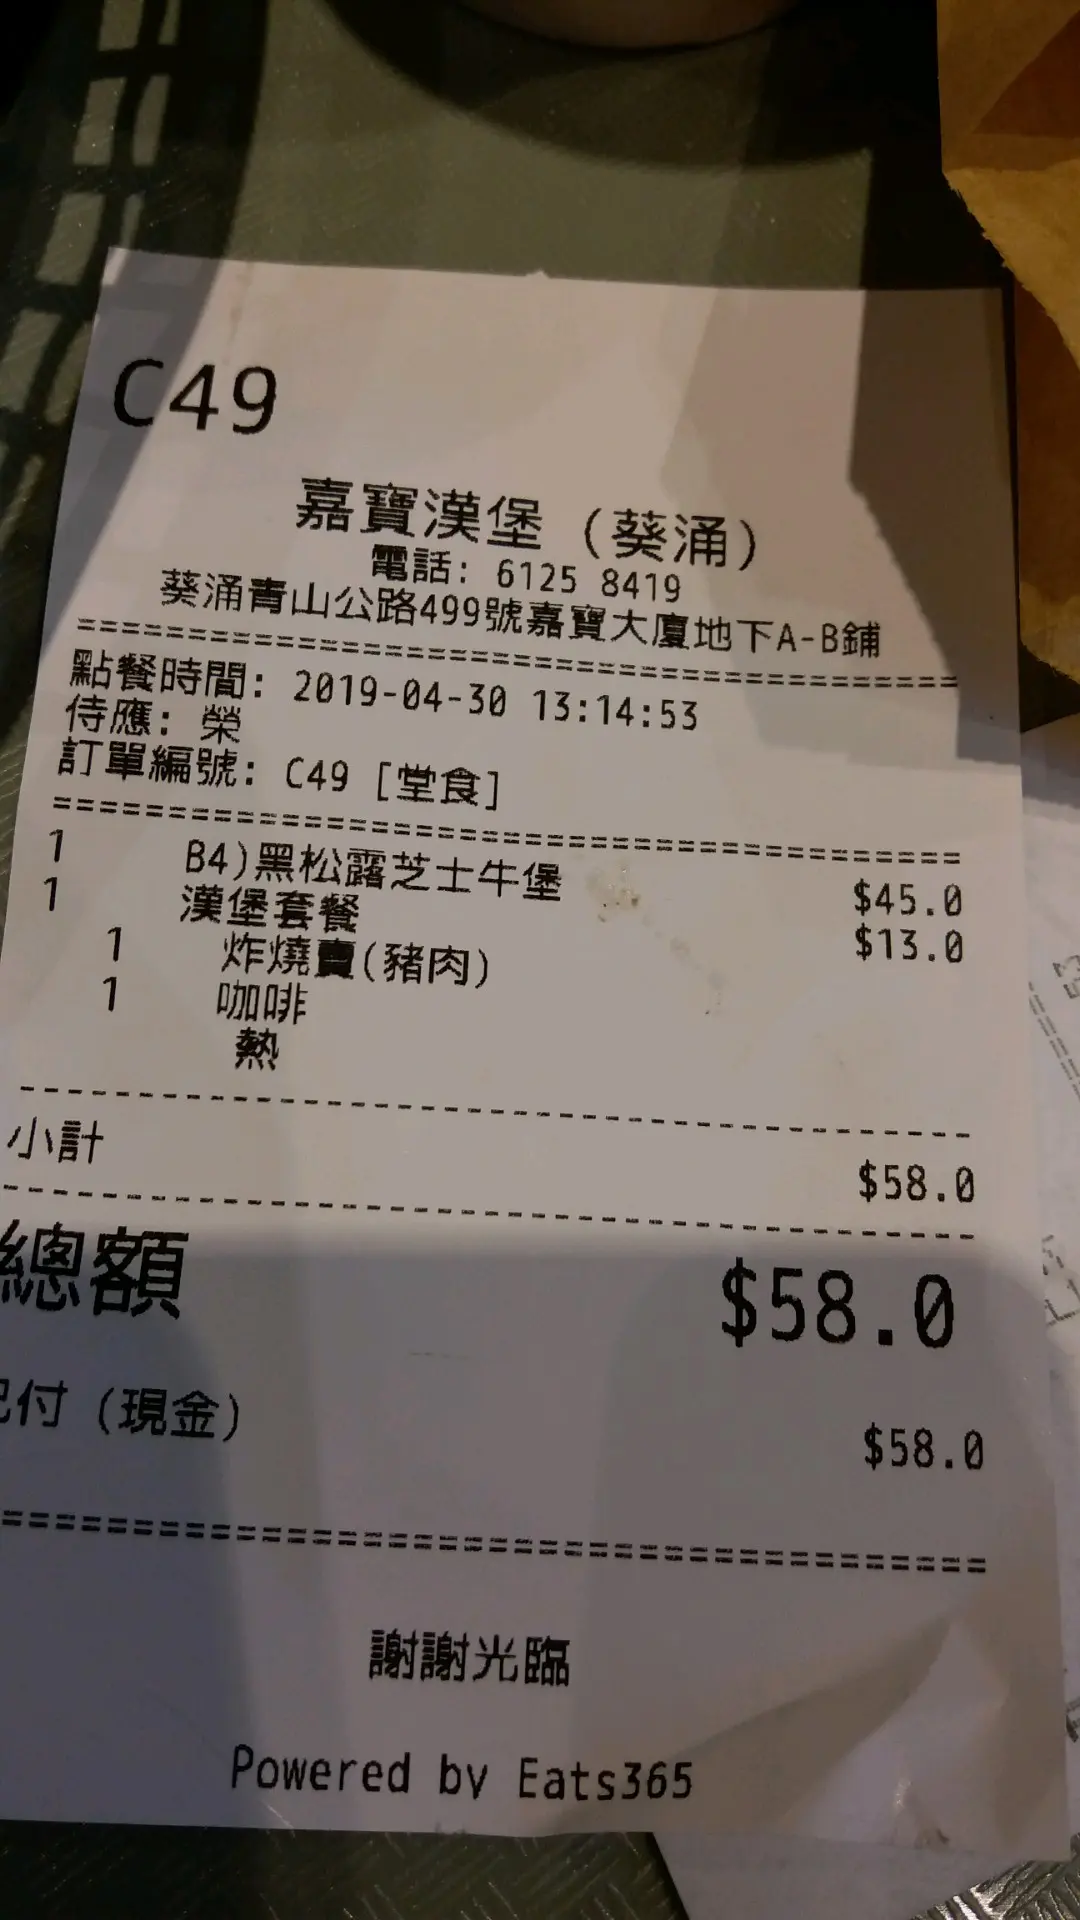 C49
嘉寶漢堡 (葵涌)
電話: 6125 8419
葵涌青山公路499號嘉寶大廈地下A-B鋪
點餐時間: 2019-04-30 13:14:53
侍應: 榮
訂單編號: C49 [堂食]
1 B4)黑松露芝士牛堡 $45.0
1 漢堡套餐 $13.0
1 炸燒賣(豬肉)
1 咖啡
熱
小計 $58.0
總額 $58.0
付 (現金) $58.0
謝謝光臨
Powered by Eats365